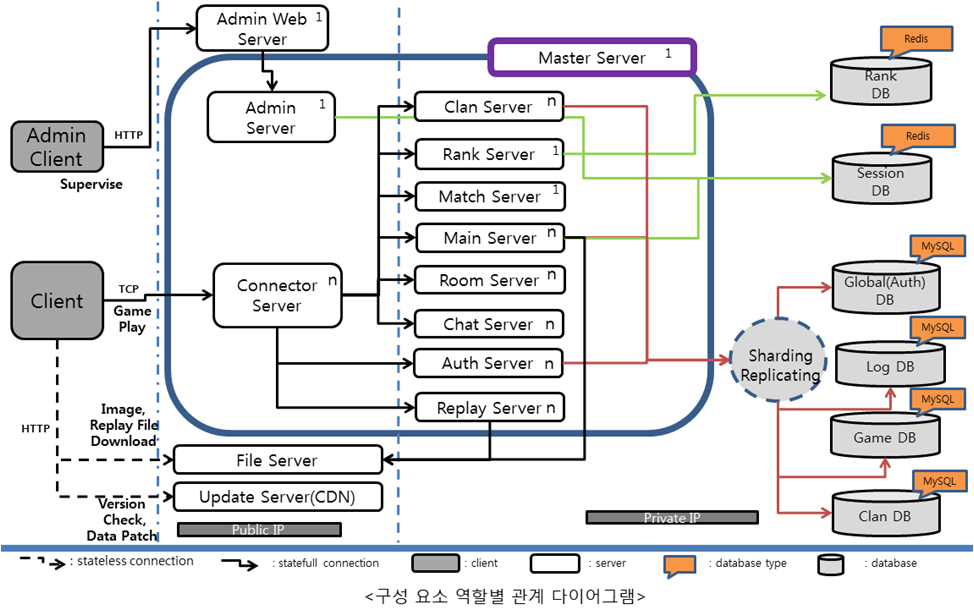 Admin Web
Server
1
Master Server
1
Redis
Rank
DB
Admin
Server
1
Clan Server
n
Admin
Client
HTTP
Supervise
Rank Server
1
Redis
Session
DB
Match Server
1
Main Server
n
MySQL
Global(Auth)
DB
Client
TCP
Game
Play
Connector
Server
n
Room Server
n
Chat Server
n
MySQL
Log DB
Auth Server
n
Sharding
Replicating
MySQL
Game DB
Replay Server
n
HTTP
Image,
Replay File
Download
File Server
MySQL
Clan DB
Update Server(CDN)
Version
Check,
Data Patch
Public IP
Private IP
: stateless connection
: statefull connection
: client
: server
: database type
: database
<구성 요소 역할별 관계 다이어그램>